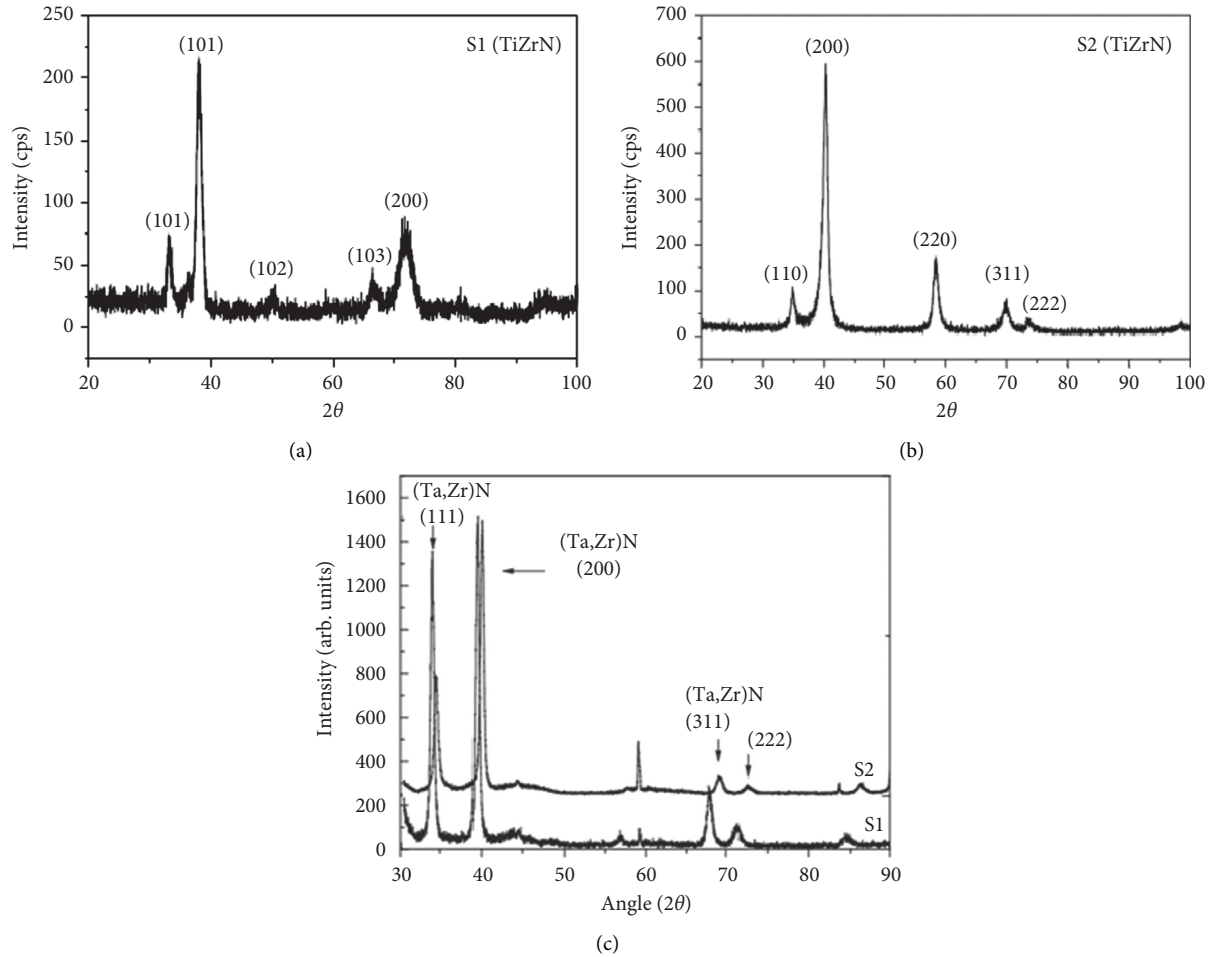 250
200
150
100
50
0
Intensity (cps)
S1 (TiZrN)
(101)
(101)
(102)
(103)
(200)
20 40 60 80 100
2θ
(a)
700
600
500
400
300
200
100
0
Intensity (cps)
S2 (TiZrN)
(200)
(110)
(220)
(311)
(222)
20 30 40 50 60 70 80 90 100
2θ
(b)
1600
1400
1200
1000
800
600
400
200
0
Intensity (arb. units)
(Ta,Zr)N
(111)
(Ta,Zr)N
(200)
(Ta,Zr)N
(311)
(222)
S2
S1
30 40 50 60 70 80 90
Angle (2θ)
(c)